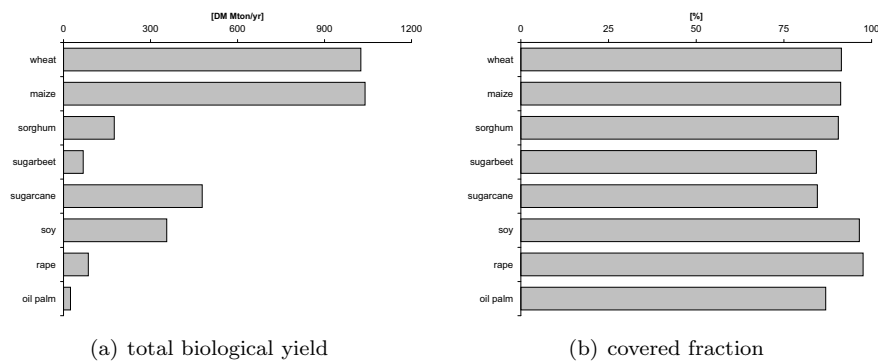 [DM Mton/yr]
0 300 600 900 1200
wheat
maize
sorghum
sugarbeet
sugarcane
soy
rape
oil palm
(a) total biological yield
[%]
0 25 50 75 100
wheat
maize
sorghum
sugarbeet
sugarcane
soy
rape
oil palm
(b) covered fraction